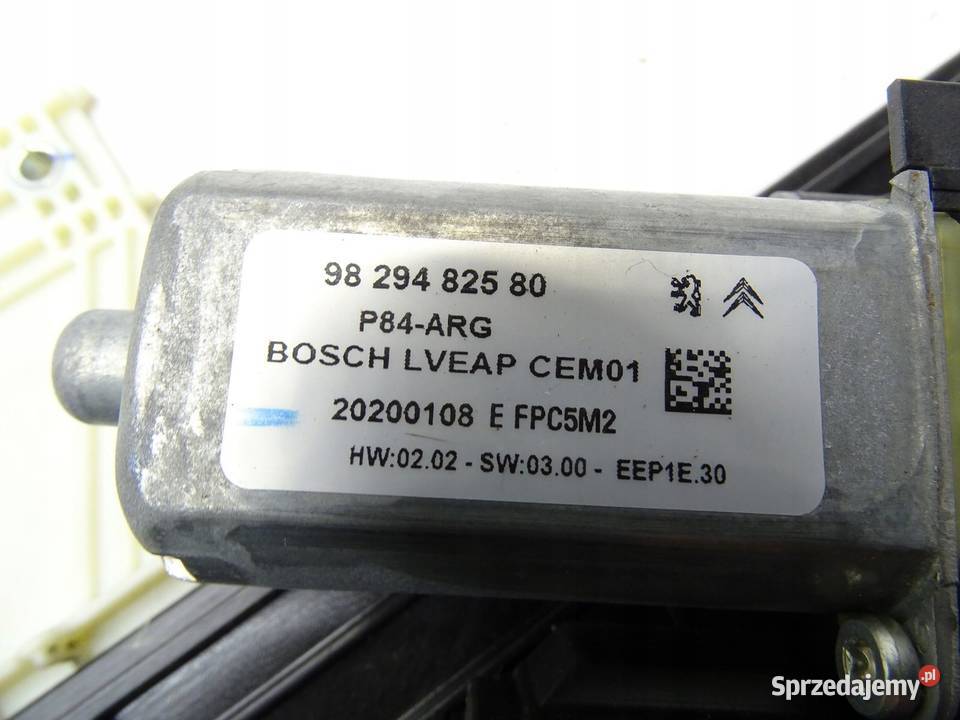 98 294 825 80
P84-ARG
BOSCH LVEAP CEM01
20200108 E FPC5M2
HW:02.02 - SW:03.00 - EEP1E.30
Sprzedajemy.pl